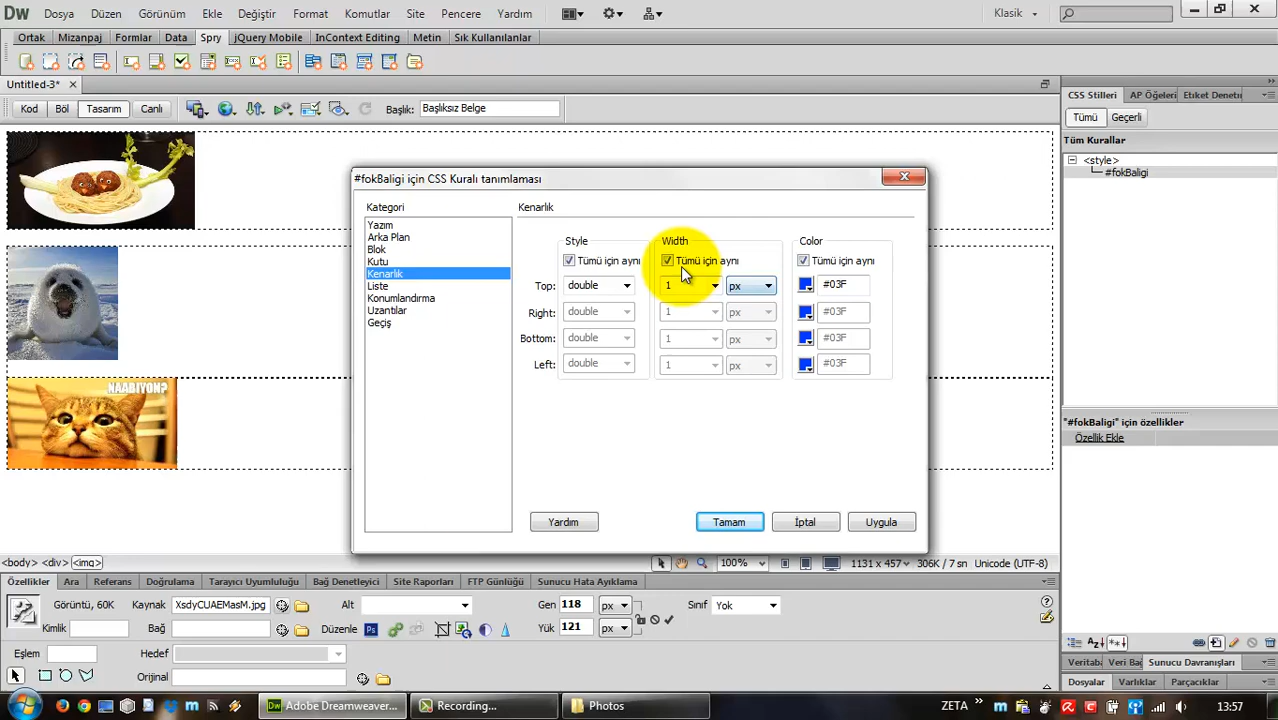 Dw Dosya Düzen Görünüm Ekle Değiştir Format Komutlar Site Pencere Yardım Klasik
Ortak Mizanpaj Formlar Data Spry jQuery Mobile InContext Editing Metin Sık Kullanılanlar
Untitled-3*
Kod Böl Tasarım Canlı Başlık: Başlıksız Belge
CSS Stilleri AP Öğeleri Etiket Denetı
Tümü Geçerli
Tüm Kurallar
<style>
#fokBaligi
#fokBaligi için CSS Kuralı tanımlaması
Kategori
Kenarlık
Yazım
Arka Plan
Blok
Kutu
Kenarlık
Liste
Konumlandırma
Uzantılar
Geçiş
Style Width Color
Tümü için aynı Tümü için aynı Tümü için aynı
Top: double 1 px #03F
Right: double 1 px #03F
Bottom: double 1 px #03F
Left: double 1 px #03F
Yardım Tamam İptal Uygula
NAABIYON?
"#fokBaligi" için özellikler
Özellik Ekle
<body> <div> <img> 100% 1131 x 457 306K / 7 sn Unicode (UTF-8)
Özellikler Ara Referans Doğrulama Tarayıcı Uyumluluğu Bağ Denetleyici Site Raporları FTP Günlüğü Sunucu Hata Ayıklama
Görüntü, 60K Kaynak XsdyCUAEMasM.jpg Alt Gen 118 px Sınıf Yok
Kimlik Bağ Düzenle Ps Yük 121 px
Eşlem Hedef
Orijinal
Veritaba Veri Bağ Sunucu Davranışları
Dosyalar Varlıklar Parçacıklar
Adobe Dreamweaver... Recording... Photos ZETA 13:57